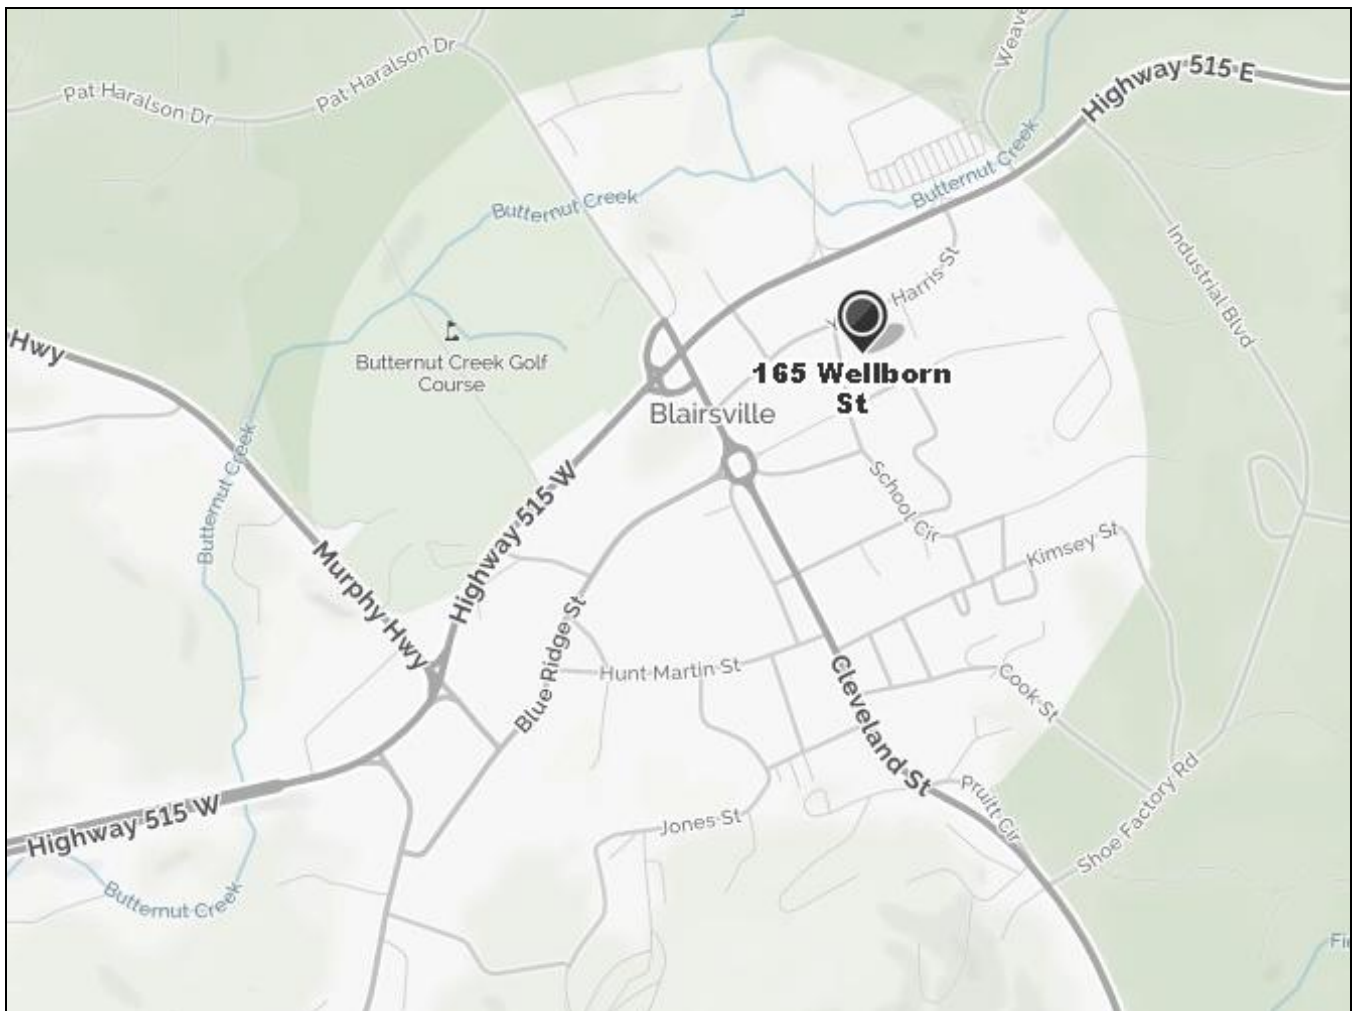 Weave
Highway 515 E
Pat Haralson Dr
Pat Haralson Dr
Butternut Creek
Butternut Creek
Industrial Blvd
Harris St
Hwy
Butternut Creek Golf
Course
165 Wellborn
St
Blairsville
Butternut Creek
Highway 515 W
School Cir
Kimsey St
Murphy Hwy
Blue Ridge St
Hunt Martin St
Cleveland St
Cook St
Highway 515 W
Pruitt Cir
Shoe Factory Rd
Jones St
Butternut Creek
Fi